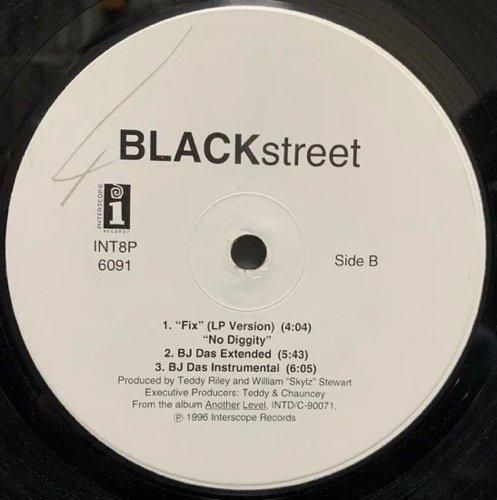 4
BLACKstreet
INTERSCOPE
RECORDS
i
INT8P
6091
Side B
1. “Fix” (LP Version) (4:04)
“No Diggity”
2. BJ Das Extended (5:43)
3. BJ Das Instrumental (6:05)
Produced by Teddy Riley and William “Skylz” Stewart
Executive Producers: Teddy & Chauncey
From the album Another Level, INTD/C-90071.
℗ 1996 Interscope Records